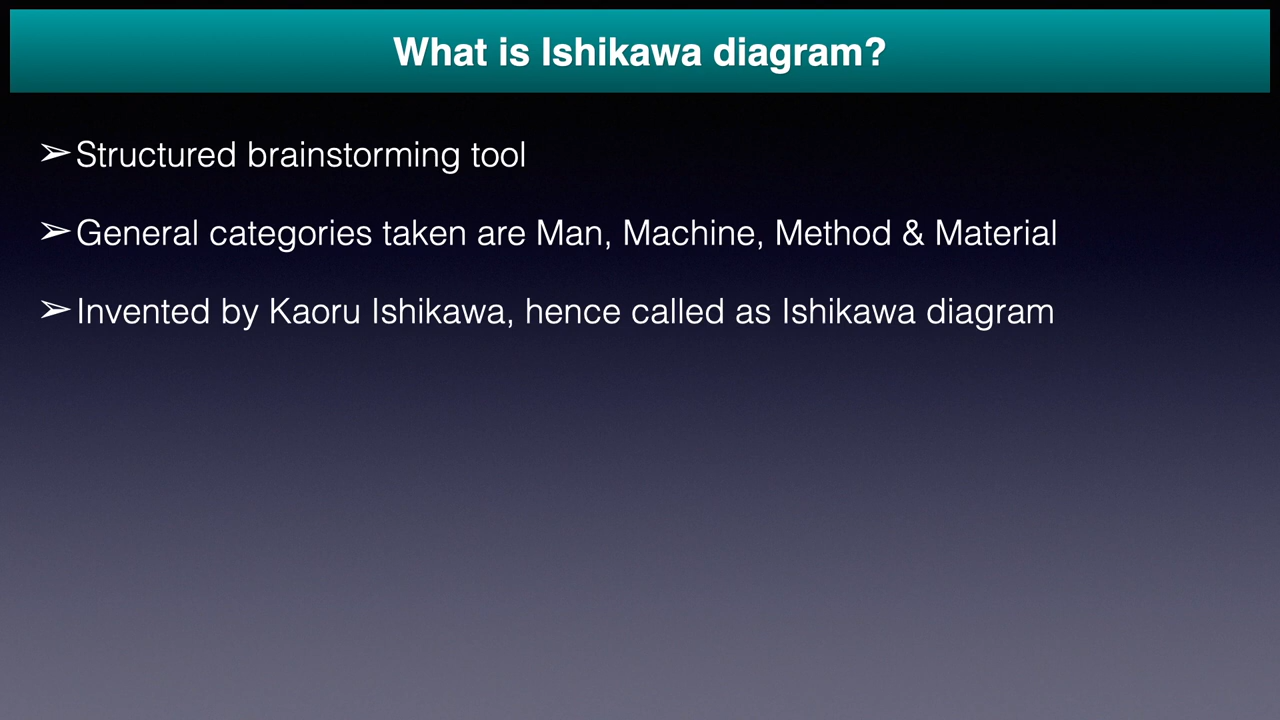 What is Ishikawa diagram?
➢ Structured brainstorming tool
➢ General categories taken are Man, Machine, Method & Material
➢ Invented by Kaoru Ishikawa, hence called as Ishikawa diagram